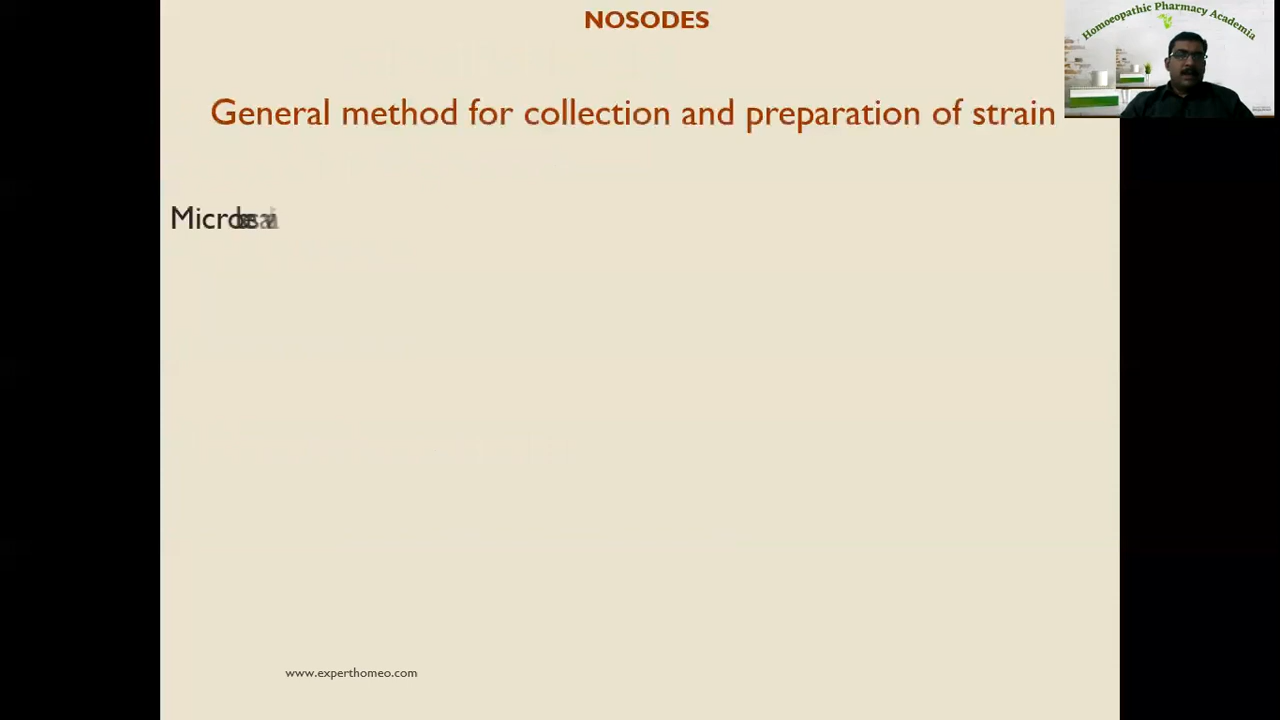 NOSODES
Homoeopathic Pharmacy Academia
General method for collection and preparation of strain
www.experthomeo.com